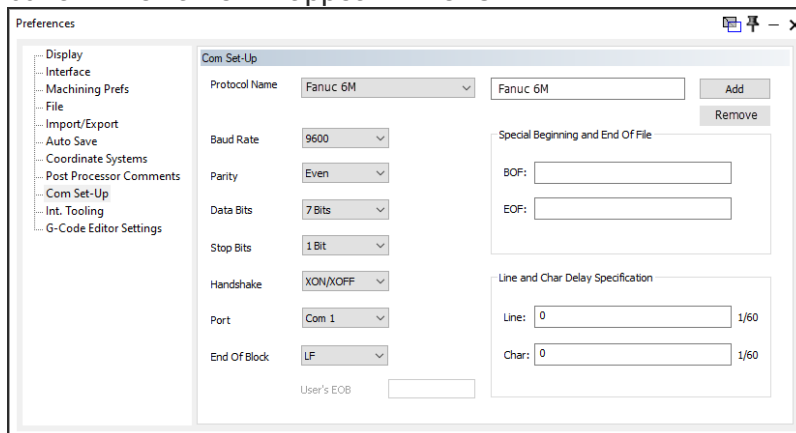 Preferences
Display
Interface
Machining Prefs
File
Import/Export
Auto Save
Coordinate Systems
Post Processor Comments
Com Set-Up
Int. Tooling
G-Code Editor Settings
Com Set-Up
Protocol Name Fanuc 6M Fanuc 6M Add
Remove
Baud Rate 9600
Parity Even
Data Bits 7 Bits
Stop Bits 1 Bit
Handshake XON/XOFF
Port Com 1
End Of Block LF
User's EOB
Special Beginning and End Of File
BOF:
EOF:
Line and Char Delay Specification
Line: 0 1/60
Char: 0 1/60